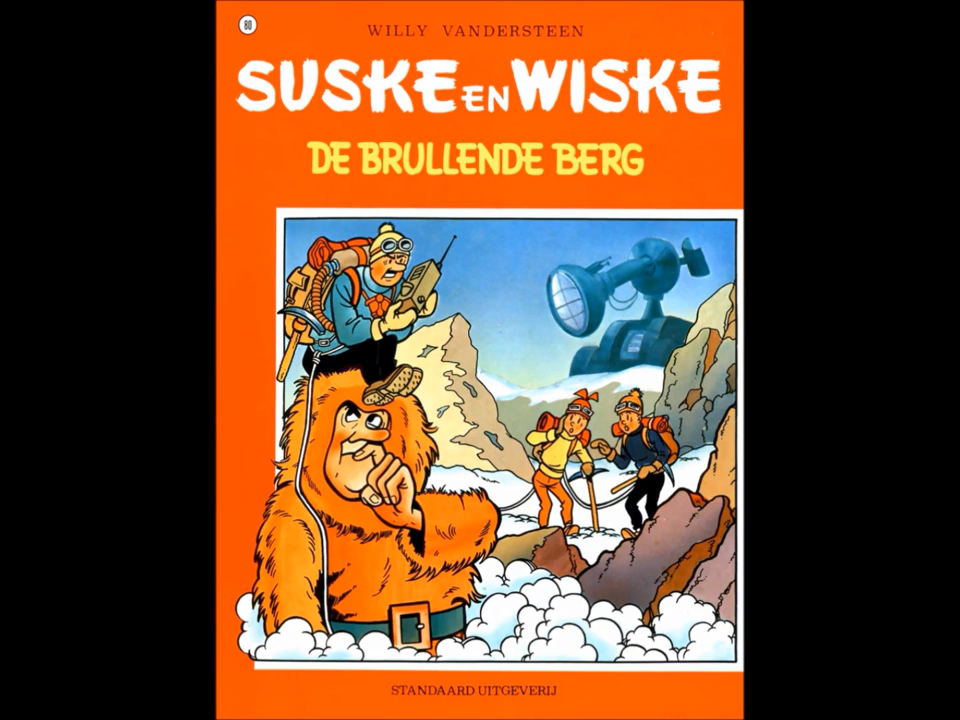 80
WILLY VANDERSTEEN
SUSKE EN WISKE
DE BRULLENDE BERG
STANDAARD UITGEVERIJ